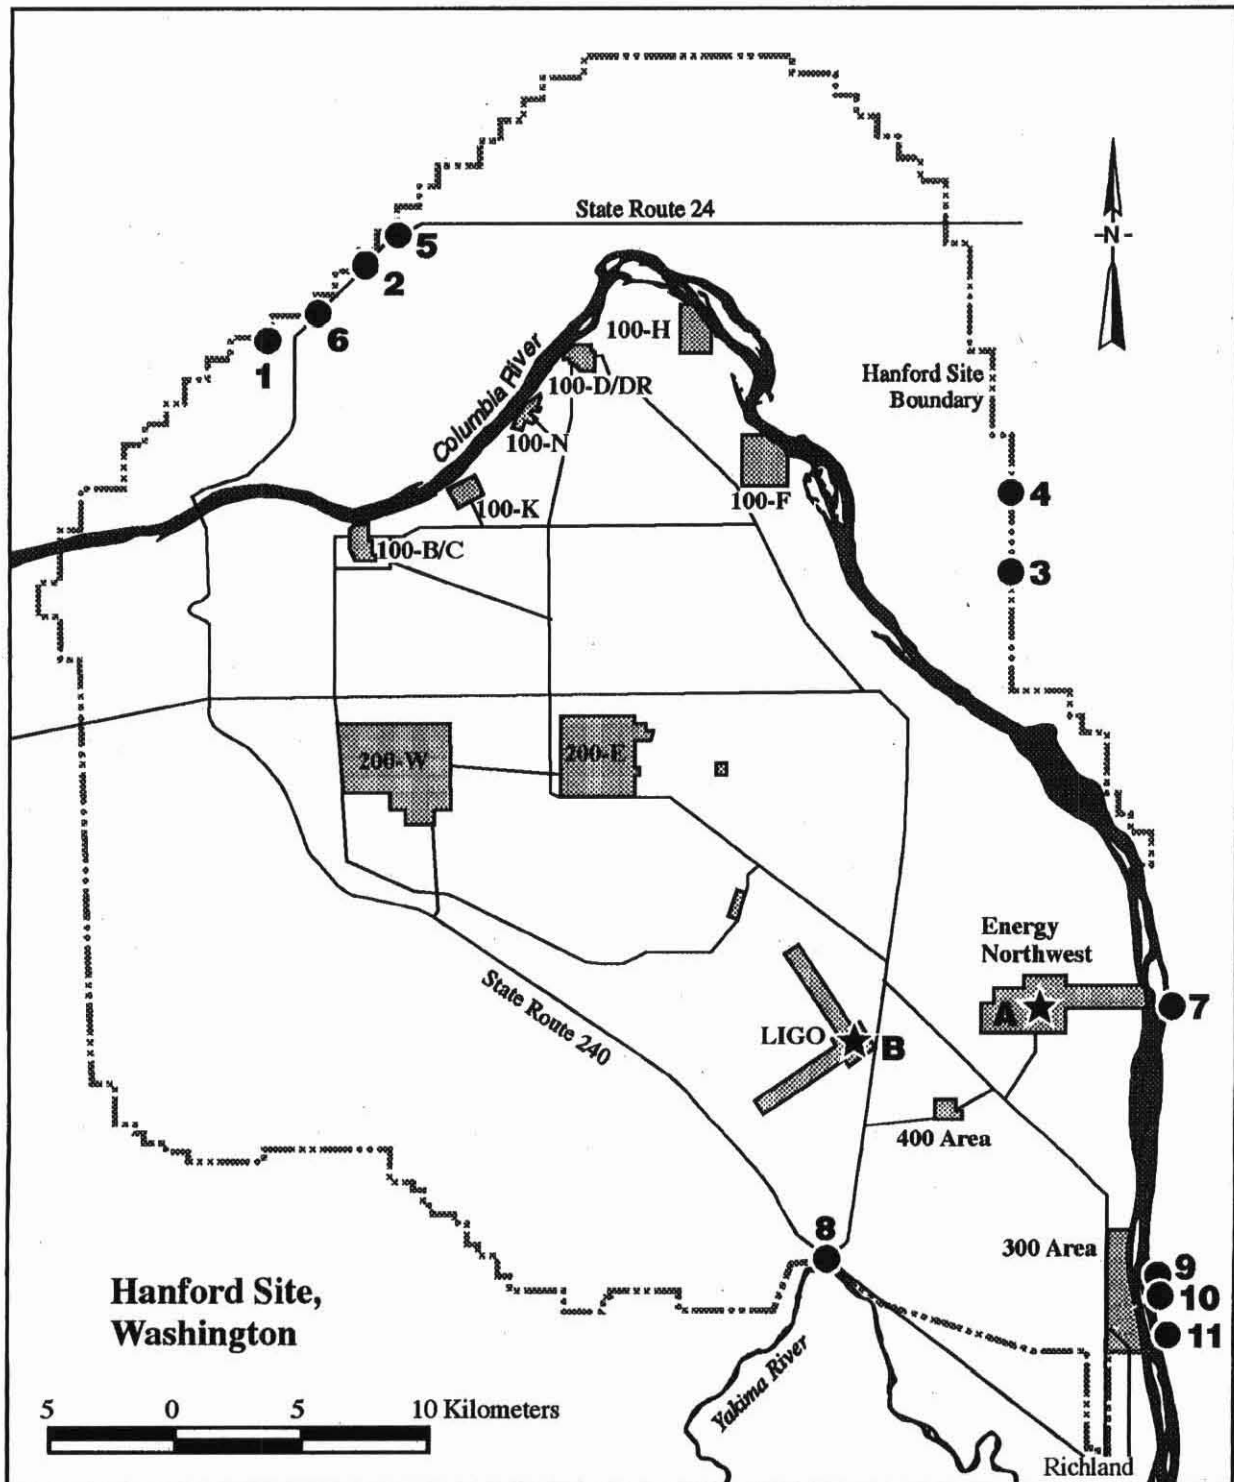 State Route 24
5
2
6
1
-N-
100-H
Columbia River
100-D/DR
Hanford Site
Boundary
100-N
100-K
100-F
4
100-B/C
3
200-W
200-E
Energy
Northwest
State Route 240
A
7
LIGO
B
400 Area
8
300 Area
9
10
11
Hanford Site,
Washington
Yakima River
5 0 5 10 Kilometers
Richland